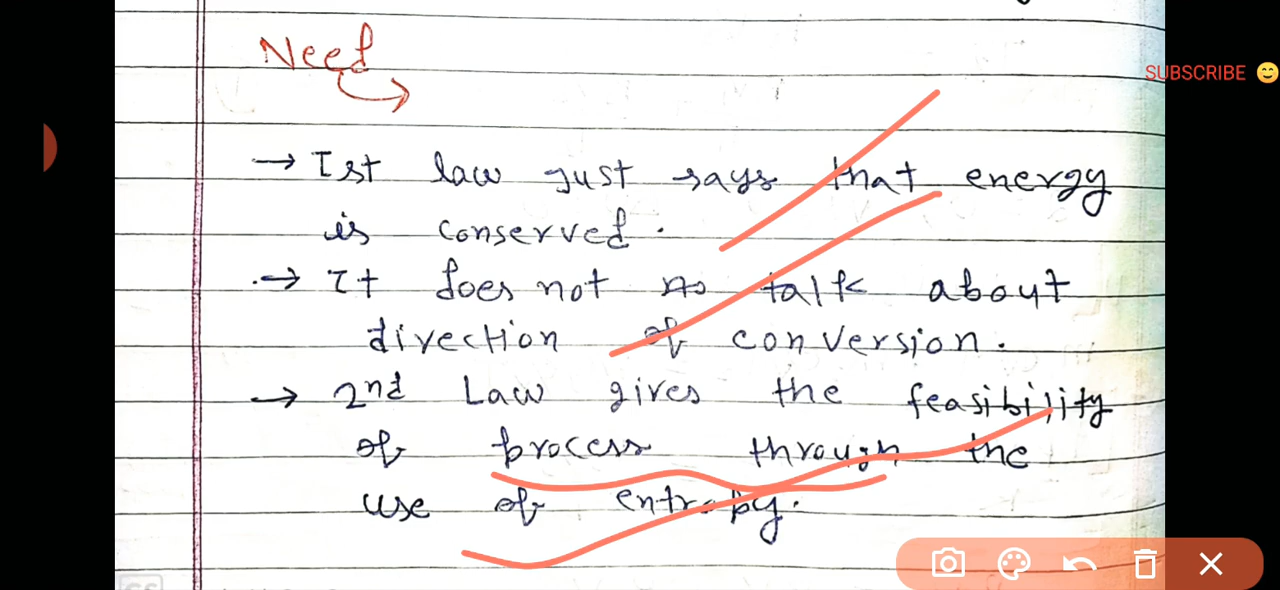 Need
SUBSCRIBE 😊
→ Ist law just says that energy
is conserved.
→ It does not talk about
direction of conversion.
→ 2nd Law gives the feasibility
of process through the
use of entropy.